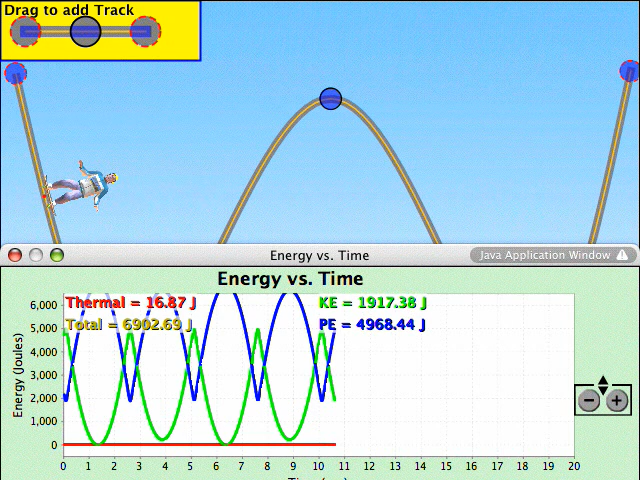 Drag to add Track
Energy vs. Time
Java Application Window
Energy vs. Time
Thermal = 16.87 J
KE = 1917.38 J
Total = 6902.69 J
PE = 4968.44 J
Energy (Joules)
6,000
5,000
4,000
3,000
2,000
1,000
0
0 1 2 3 4 5 6 7 8 9 10 11 12 13 14 15 16 17 18 19 20